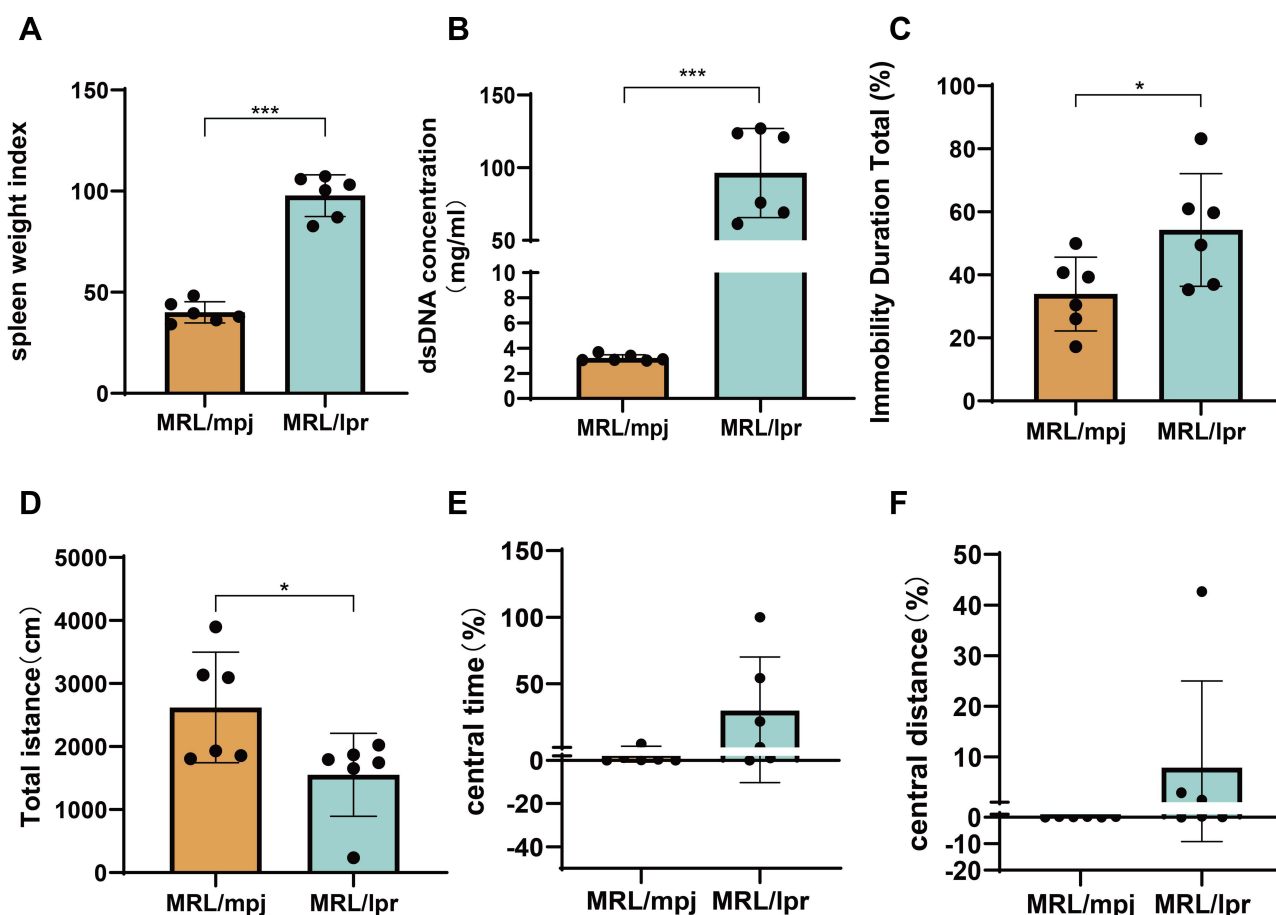 A
spleen weight index
150
100
50
0
***
MRL/mpj MRL/lpr
B
dsDNA concentration
(mg/ml)
150
100
50
10
8
6
4
2
0
***
MRL/mpj MRL/lpr
C
Immobility Duration Total (%)
100
80
60
40
20
0
*
MRL/mpj MRL/lpr
D
Total istance(cm)
5000
4000
3000
2000
1000
0
*
MRL/mpj MRL/lpr
E
central time(%)
150
100
50
0
-20
-40
MRL/mpj MRL/lpr
F
central distance(%)
50
40
30
20
10
0
-10
-20
MRL/mpj MRL/lpr